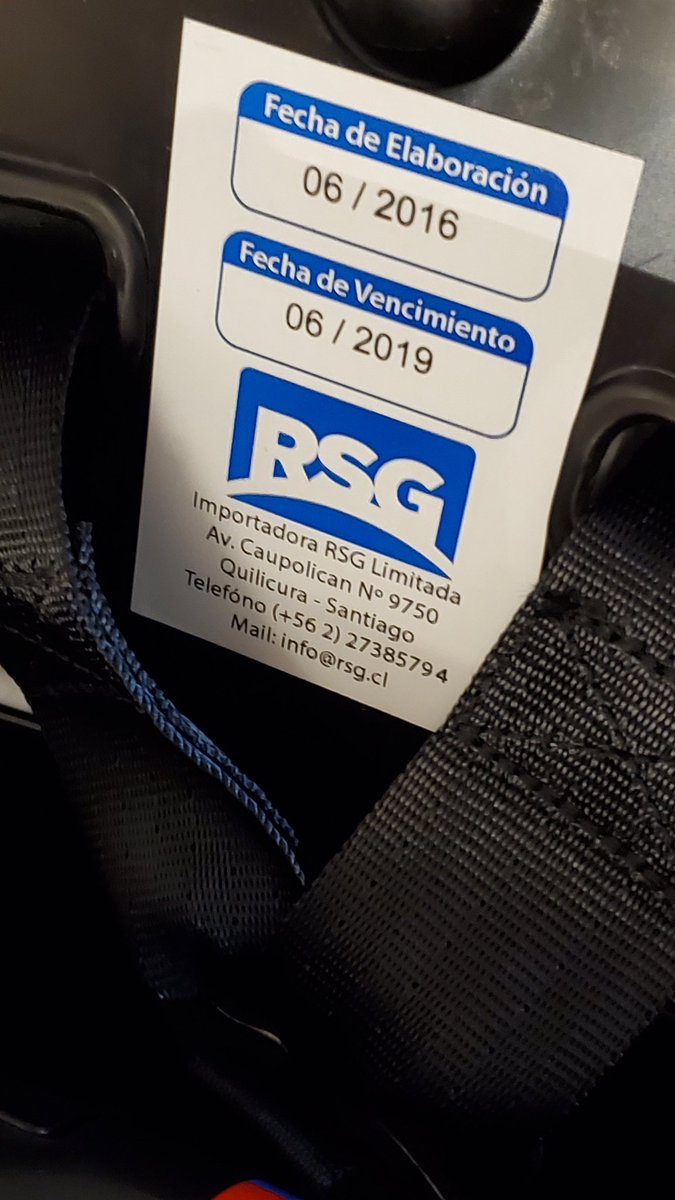 Fecha de Elaboración
06 / 2016
Fecha de Vencimiento
06 / 2019
RSG
Importadora RSG Limitada
Av. Caupolican Nº 9750
Quilicura - Santiago
Telefóno (+56 2) 27385794
Mail: info@rsg.cl